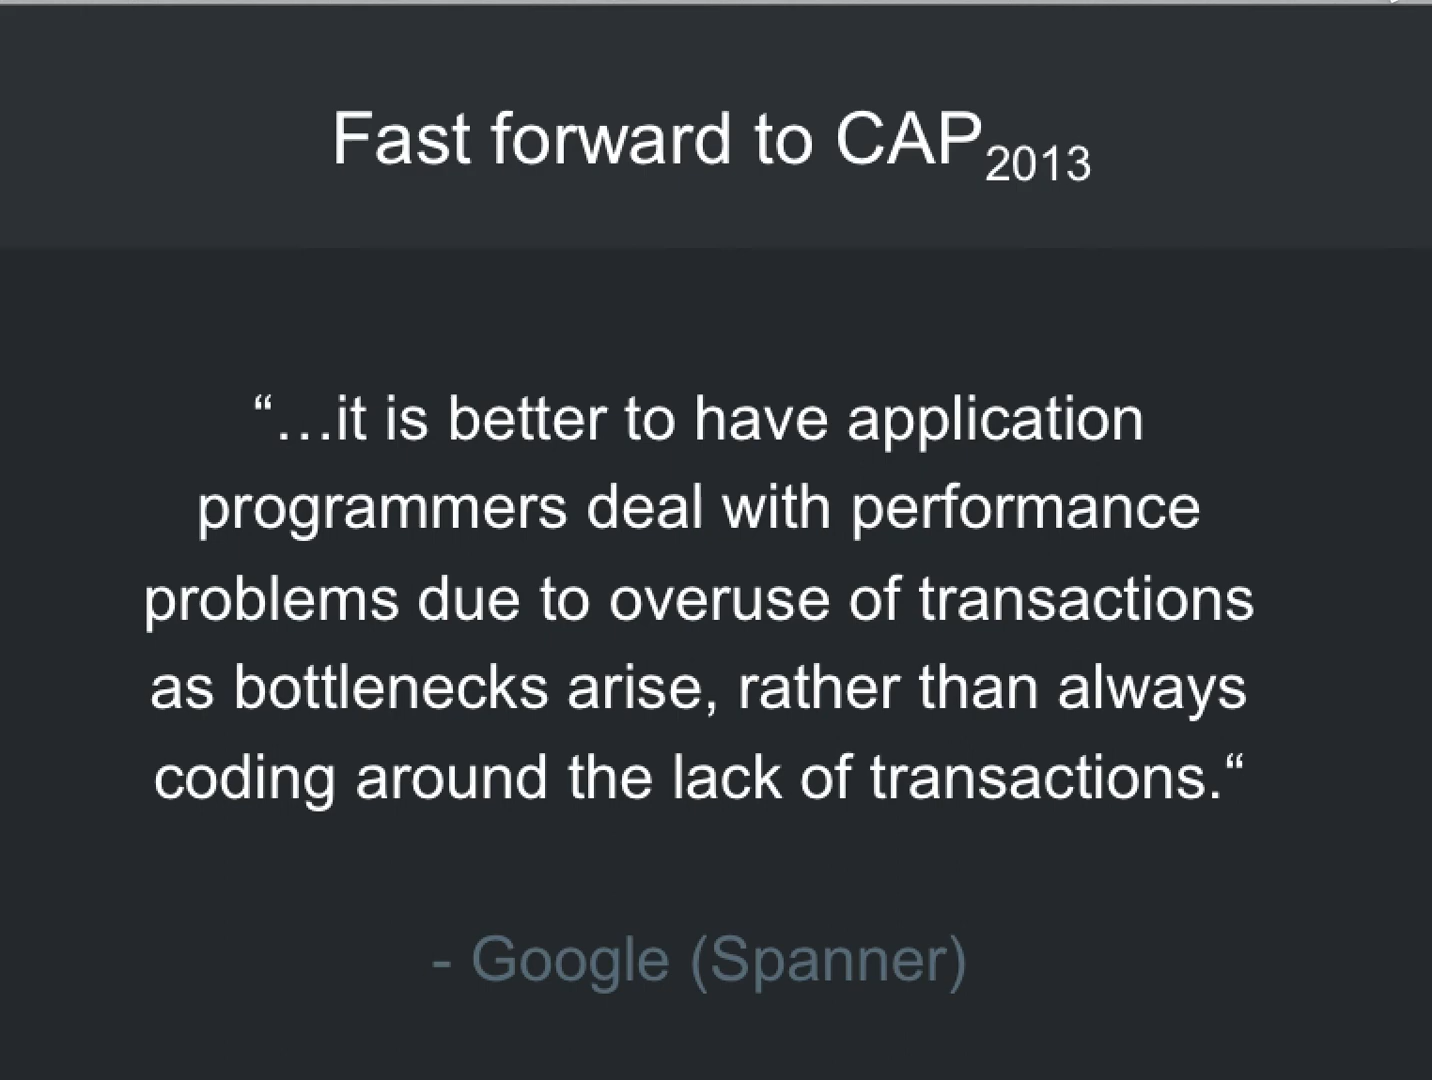 Fast forward to CAP2013
“…it is better to have application
programmers deal with performance
problems due to overuse of transactions
as bottlenecks arise, rather than always
coding around the lack of transactions.“
- Google (Spanner)